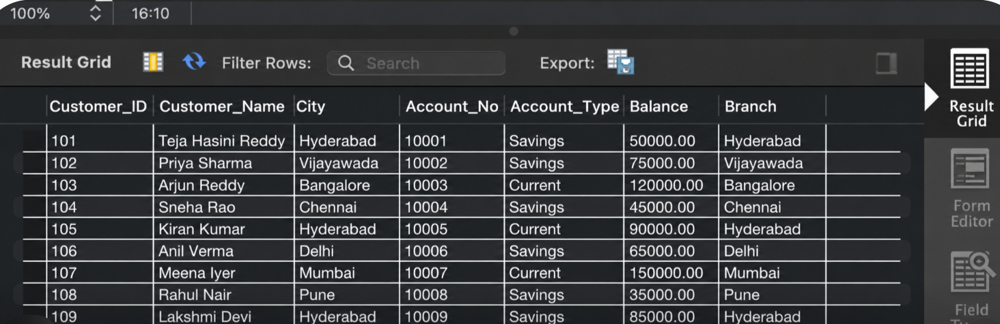 100% 16:10
Result Grid Filter Rows: Search Export:
Customer_ID Customer_Name City Account_No Account_Type Balance Branch
101 Teja Hasini Reddy Hyderabad 10001 Savings 50000.00 Hyderabad
102 Priya Sharma Vijayawada 10002 Savings 75000.00 Vijayawada
103 Arjun Reddy Bangalore 10003 Current 120000.00 Bangalore
104 Sneha Rao Chennai 10004 Savings 45000.00 Chennai
105 Kiran Kumar Hyderabad 10005 Current 90000.00 Hyderabad
106 Anil Verma Delhi 10006 Savings 65000.00 Delhi
107 Meena Iyer Mumbai 10007 Current 150000.00 Mumbai
108 Rahul Nair Pune 10008 Savings 35000.00 Pune
109 Lakshmi Devi Hyderabad 10009 Savings 85000.00 Hyderabad
Result
Grid
Form
Editor
Field